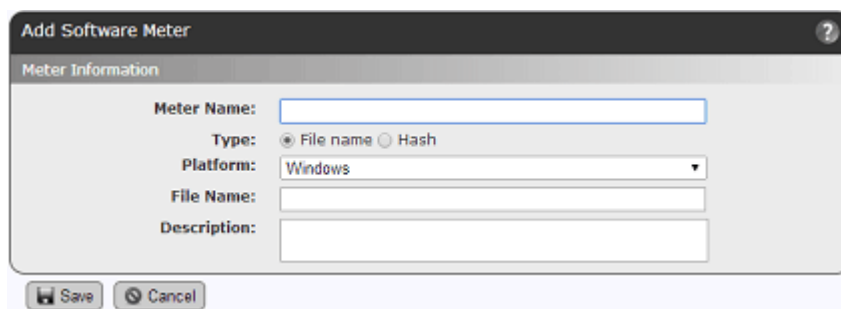 Add Software Meter ?
Meter Information
Meter Name:
Type: File name Hash
Platform: Windows
File Name:
Description:
Save Cancel